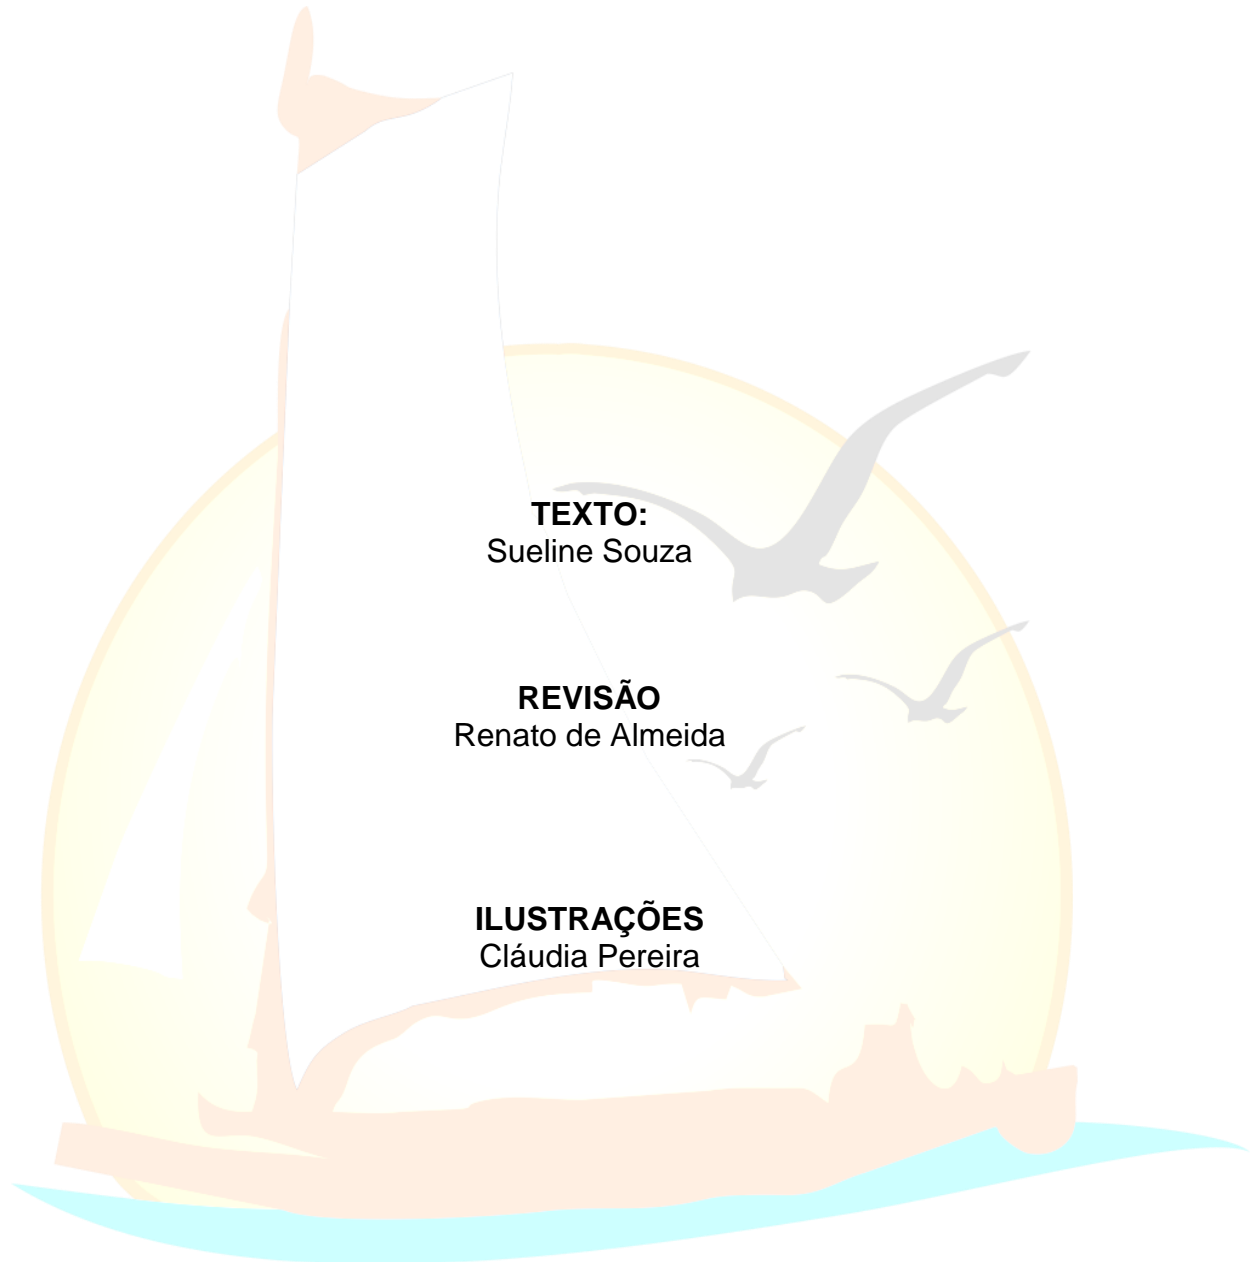 TEXTO:
Sueline Souza
REVISÃO
Renato de Almeida
ILUSTRAÇÕES
Cláudia Pereira